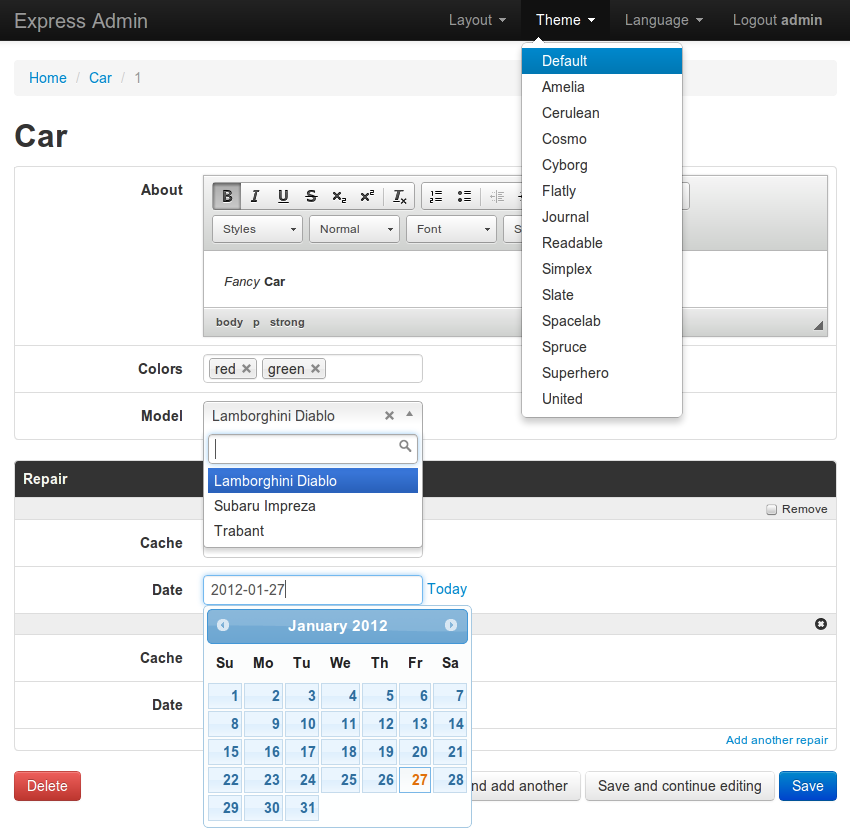 Express Admin Layout Theme Language Logout admin
Home / Car / 1
Default
Amelia
Cerulean
Cosmo
Cyborg
Flatly
Journal
Readable
Simplex
Slate
Spacelab
Spruce
Superhero
United
Car
About
B I U S x₂ x² Tx
Styles Normal Font S
Fancy Car
body p strong
Colors red green
Model Lamborghini Diablo
Lamborghini Diablo
Subaru Impreza
Trabant
Repair
Remove
Cache
Date 2012-01-27 Today
January 2012
Su Mo Tu We Th Fr Sa
1 2 3 4 5 6 7
8 9 10 11 12 13 14
15 16 17 18 19 20 21
22 23 24 25 26 27 28
29 30 31
Cache
Date
Add another repair
Delete nd add another Save and continue editing Save